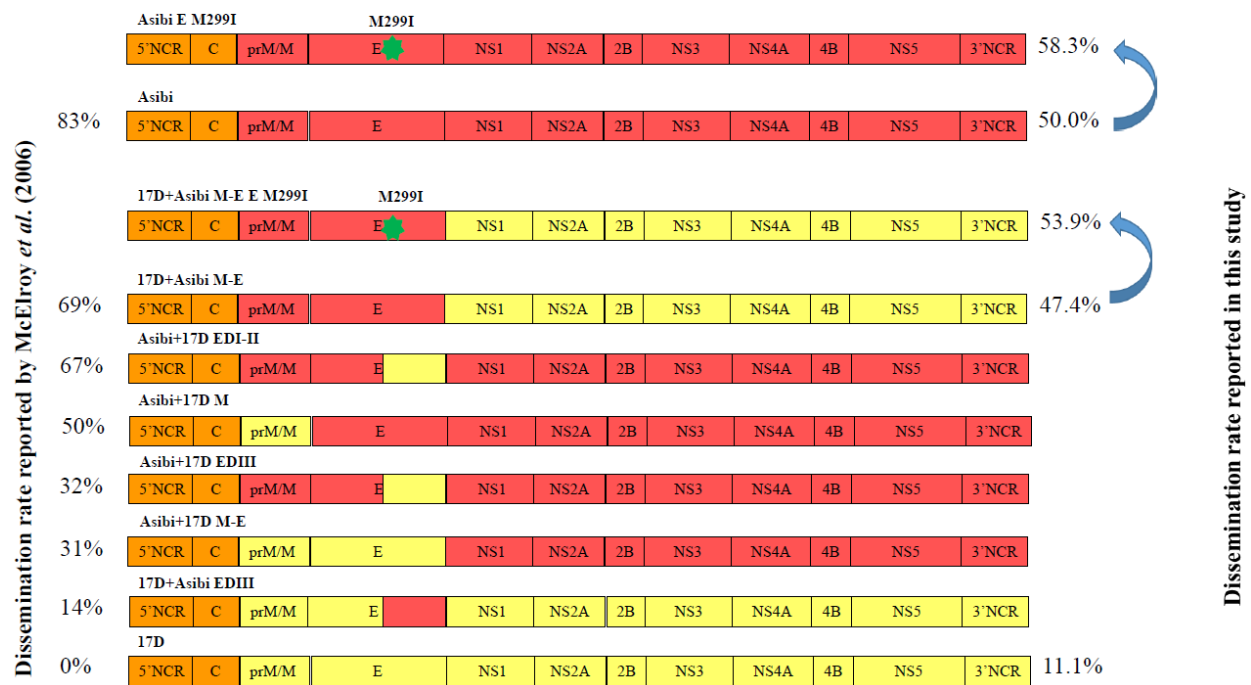 Asibi E M299I
M299I
5'NCR C prM/M E NS1 NS2A 2B NS3 NS4A 4B NS5 3'NCR 58.3%
Asibi
83% 5'NCR C prM/M E NS1 NS2A 2B NS3 NS4A 4B NS5 3'NCR 50.0%
17D+Asibi M-E E M299I
M299I
5'NCR C prM/M E NS1 NS2A 2B NS3 NS4A 4B NS5 3'NCR 53.9%
17D+Asibi M-E
69% 5'NCR C prM/M E NS1 NS2A 2B NS3 NS4A 4B NS5 3'NCR 47.4%
Asibi+17D EDI-II
67% 5'NCR C prM/M E NS1 NS2A 2B NS3 NS4A 4B NS5 3'NCR
Asibi+17D M
50% 5'NCR C prM/M E NS1 NS2A 2B NS3 NS4A 4B NS5 3'NCR
Asibi+17D EDIII
32% 5'NCR C prM/M E NS1 NS2A 2B NS3 NS4A 4B NS5 3'NCR
Asibi+17D M-E
31% 5'NCR C prM/M E NS1 NS2A 2B NS3 NS4A 4B NS5 3'NCR
17D+Asibi EDIII
14% 5'NCR C prM/M E NS1 NS2A 2B NS3 NS4A 4B NS5 3'NCR
17D
0% 5'NCR C prM/M E NS1 NS2A 2B NS3 NS4A 4B NS5 3'NCR 11.1%
Dissemination rate reported by McElroy et al. (2006)
Dissemination rate reported in this study